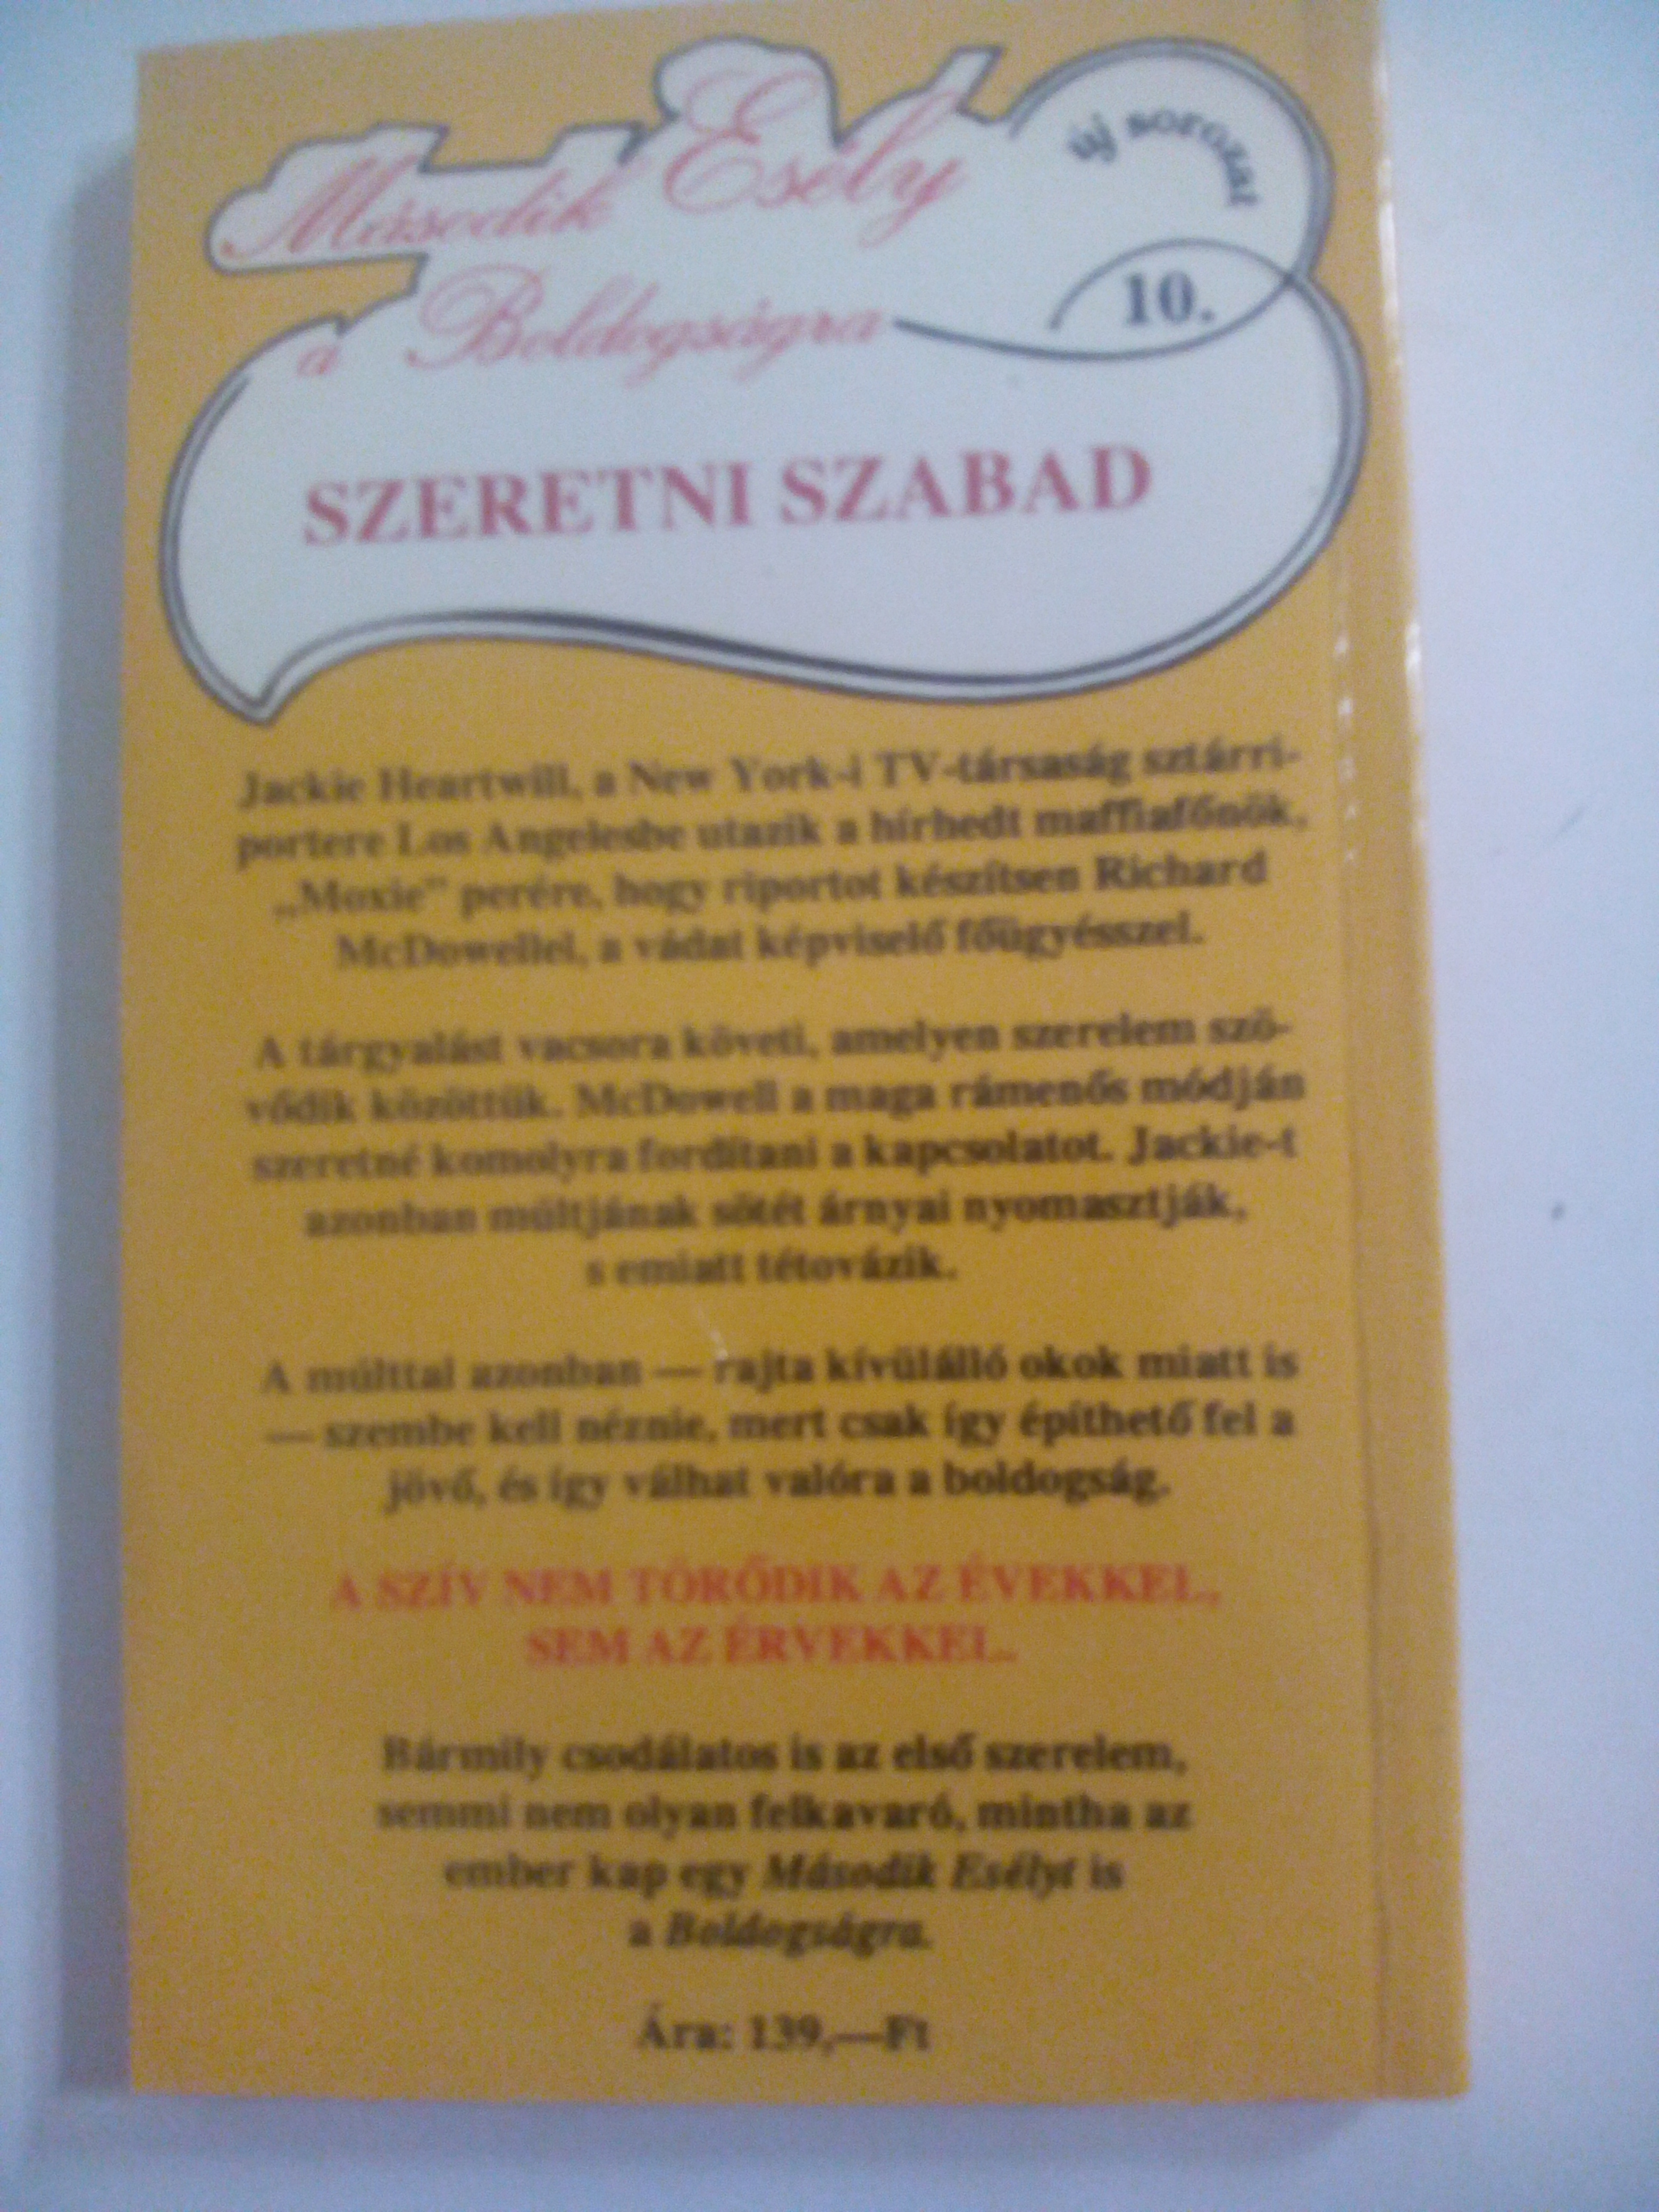 Második Esély
a Boldogságra
új sorozat
10.
SZERETNI SZABAD
Jackie Heartwill, a New York-i TV-társaság sztárri-
portere Los Angelesbe utazik a hírhedt maffiafőnök,
„Moxie” perére, hogy riportot készítsen Richard
McDowellel, a vádat képviselő főügyésszel.
A tárgyalást vacsora követi, amelyen szerelem szö-
vődik közöttük. McDowell a maga rámenős módján
szeretné komolyra fordítani a kapcsolatot. Jackie-t
azonban múltjának sötét árnyai nyomasztják,
s emiatt tétovázik.
A múlttal azonban — rajta kívülálló okok miatt is
— szembe kell néznie, mert csak így építhető fel a
jövő, és így válhat valóra a boldogság.
A SZÍV NEM TÖRŐDIK AZ ÉVEKKEL,
SEM AZ ÉRVEKKEL.
Bármily csodálatos is az első szerelem,
semmi nem olyan felkavaró, mintha az
ember kap egy Második Esélyt is
a Boldogságra.
Ára: 139,—Ft